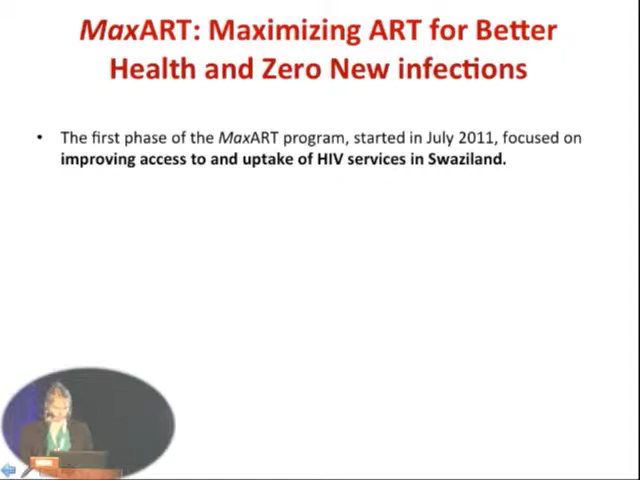 MaxART: Maximizing ART for Better
Health and Zero New infections
• The first phase of the MaxART program, started in July 2011, focused on
improving access to and uptake of HIV services in Swaziland.